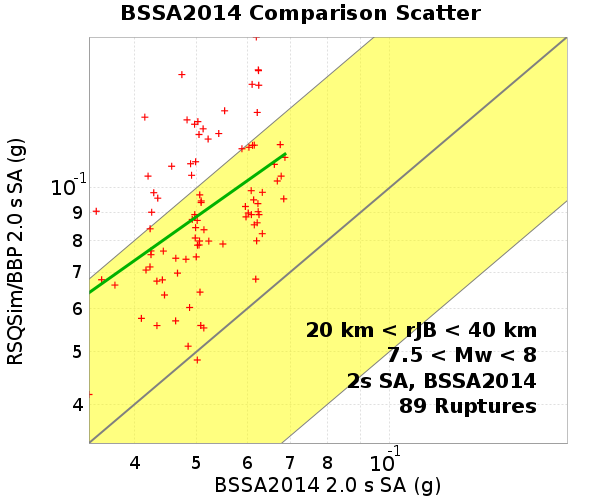 BSSA2014 Comparison Scatter
RSQSim/BBP 2.0 s SA (g)
10⁻¹
9
8
7
6
5
4
20 km < rJB < 40 km
7.5 < Mw < 8
2s SA, BSSA2014
89 Ruptures
4 5 6 7 8 10⁻¹
BSSA2014 2.0 s SA (g)